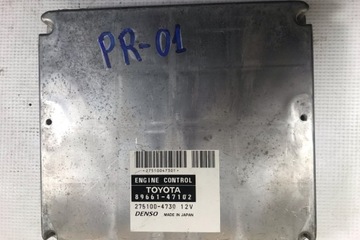 PR-01
ENGINE CONTROL
TOYOTA
89661-47102
275100-4730 12V
DENSO MADE IN JAPAN